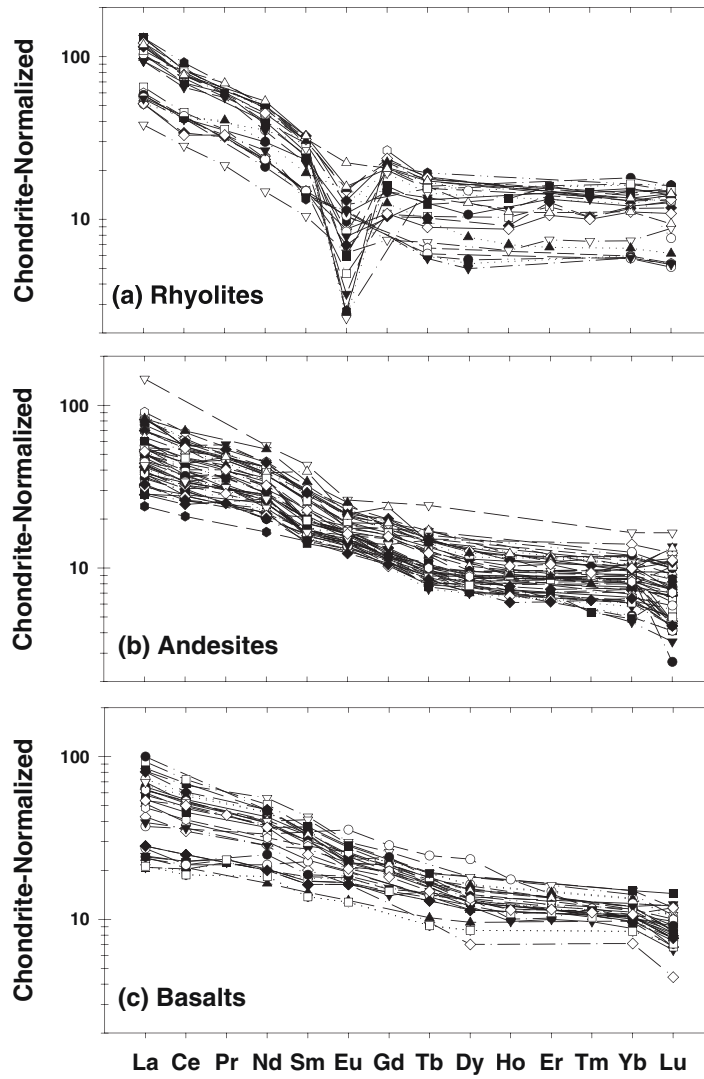 Chondrite-Normalized
100
10
(a) Rhyolites
Chondrite-Normalized
100
10
(b) Andesites
Chondrite-Normalized
100
10
(c) Basalts
La Ce Pr Nd Sm Eu Gd Tb Dy Ho Er Tm Yb Lu